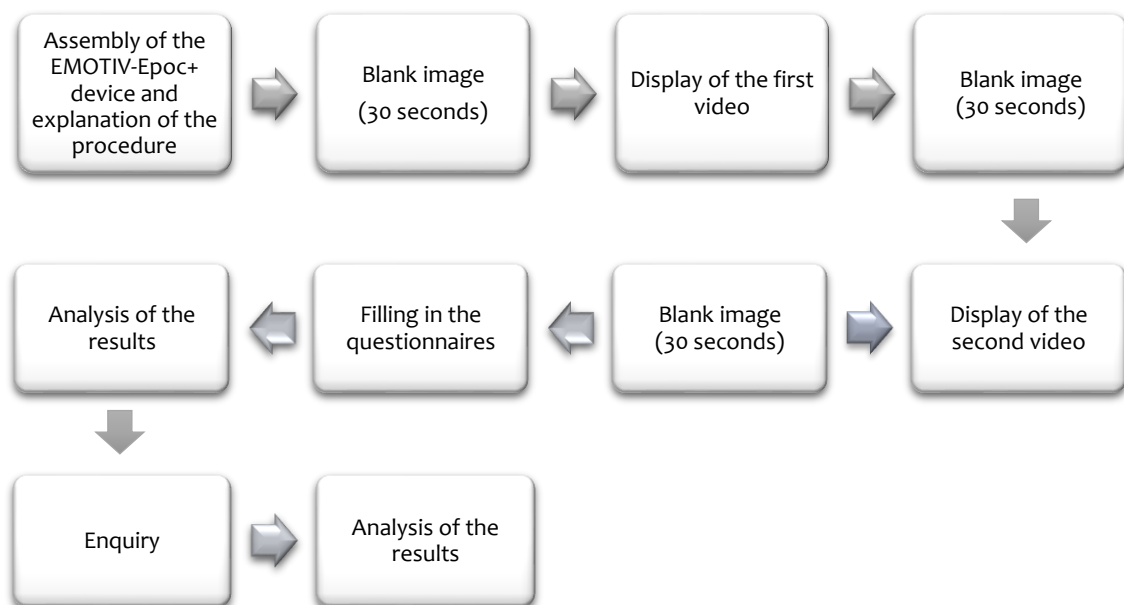 Assembly of the
EMOTIV-Epoc+
device and
explanation of the
procedure
Blank image
(30 seconds)
Display of the first
video
Blank image
(30 seconds)
Analysis of the
results
Filling in the
questionnaires
Blank image
(30 seconds)
Display of the
second video
Enquiry
Analysis of the
results